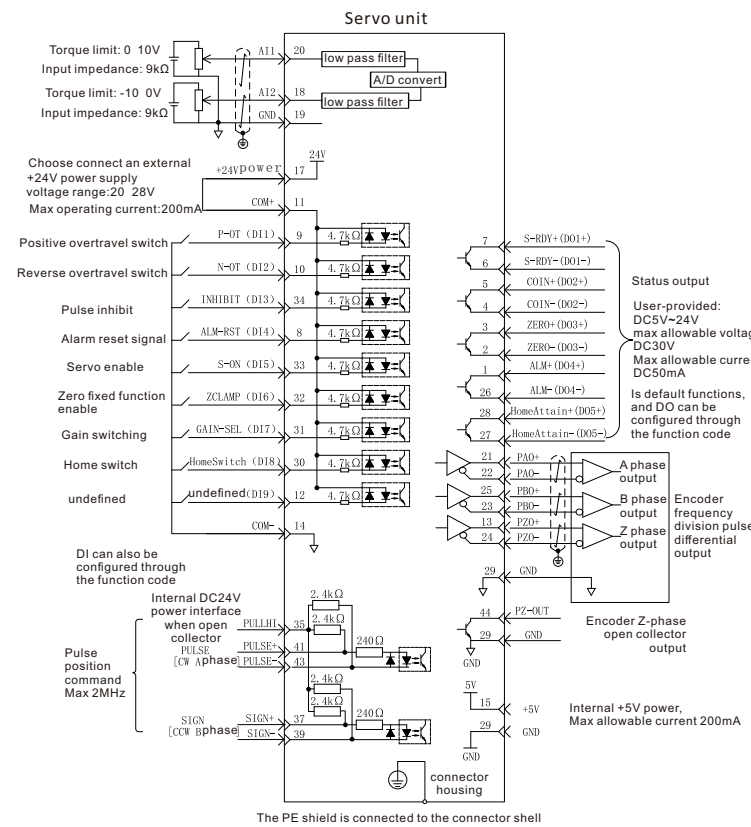 Servo unit
Torque limit: 0 10V
Input impedance: 9kΩ
Torque limit: -10 0V
Input impedance: 9kΩ
AI1 20
AI2 18
GND 19
low pass filter
A/D convert
low pass filter
Choose connect an external
+24V power supply
voltage range:20 28V
Max operating current:200mA
+24Vpower 17
24V
COM+ 11
Positive overtravel switch P-OT (DI1) 9 4.7kΩ
Reverse overtravel switch N-OT (DI2) 10 4.7kΩ
Pulse inhibit INHIBIT (DI3) 34 4.7kΩ
Alarm reset signal ALM-RST (DI4) 8 4.7kΩ
Servo enable S-ON (DI5) 33 4.7kΩ
Zero fixed function
enable
ZCLAMP (DI6) 32 4.7kΩ
Gain switching GAIN-SEL (DI7) 31 4.7kΩ
Home switch HomeSwitch (DI8) 30 4.7kΩ
undefined undefined(DI9) 12 4.7kΩ
COM- 14
DI can also be
configured through
the function code
7 S-RDY+(DO1+)
6 S-RDY-(DO1-)
5 COIN+(DO2+)
4 COIN-(DO2-)
3 ZERO+(DO3+)
2 ZERO-(DO3-)
1 ALM+(DO4+)
26 ALM-(DO4-)
28 HomeAttain+(DO5+)
27 HomeAttain-(DO5-)
Status output
User-provided:
DC5V~24V
max allowable voltag
DC30V
Max allowable curre
DC50mA
Is default functions,
and DO can be
configured through
the function code
21 PAO+
22 PAO-
25 PBO+
23 PBO-
13 PZO+
24 PZO-
A phase
output
B phase
output
Z phase
output
Encoder
frequency
division pulse
differential
output
29 GND
44 PZ-OUT
29 GND
GND
Encoder Z-phase
open collector
output
5V
15 +5V
29 GND
GND
Internal +5V power,
Max allowable current 200mA
Internal DC24V
power interface
when open
collector
PULLHI 35
2.4kΩ
2.4kΩ
Pulse
position
command
Max 2MHz
PULSE
[CW Aphase]
PULSE+ 41
PULSE- 43
240Ω
2.4kΩ
2.4kΩ
SIGN
[CCW Bphase]
SIGN+ 37
SIGN- 39
240Ω
connector
housing
The PE shield is connected to the connector shell